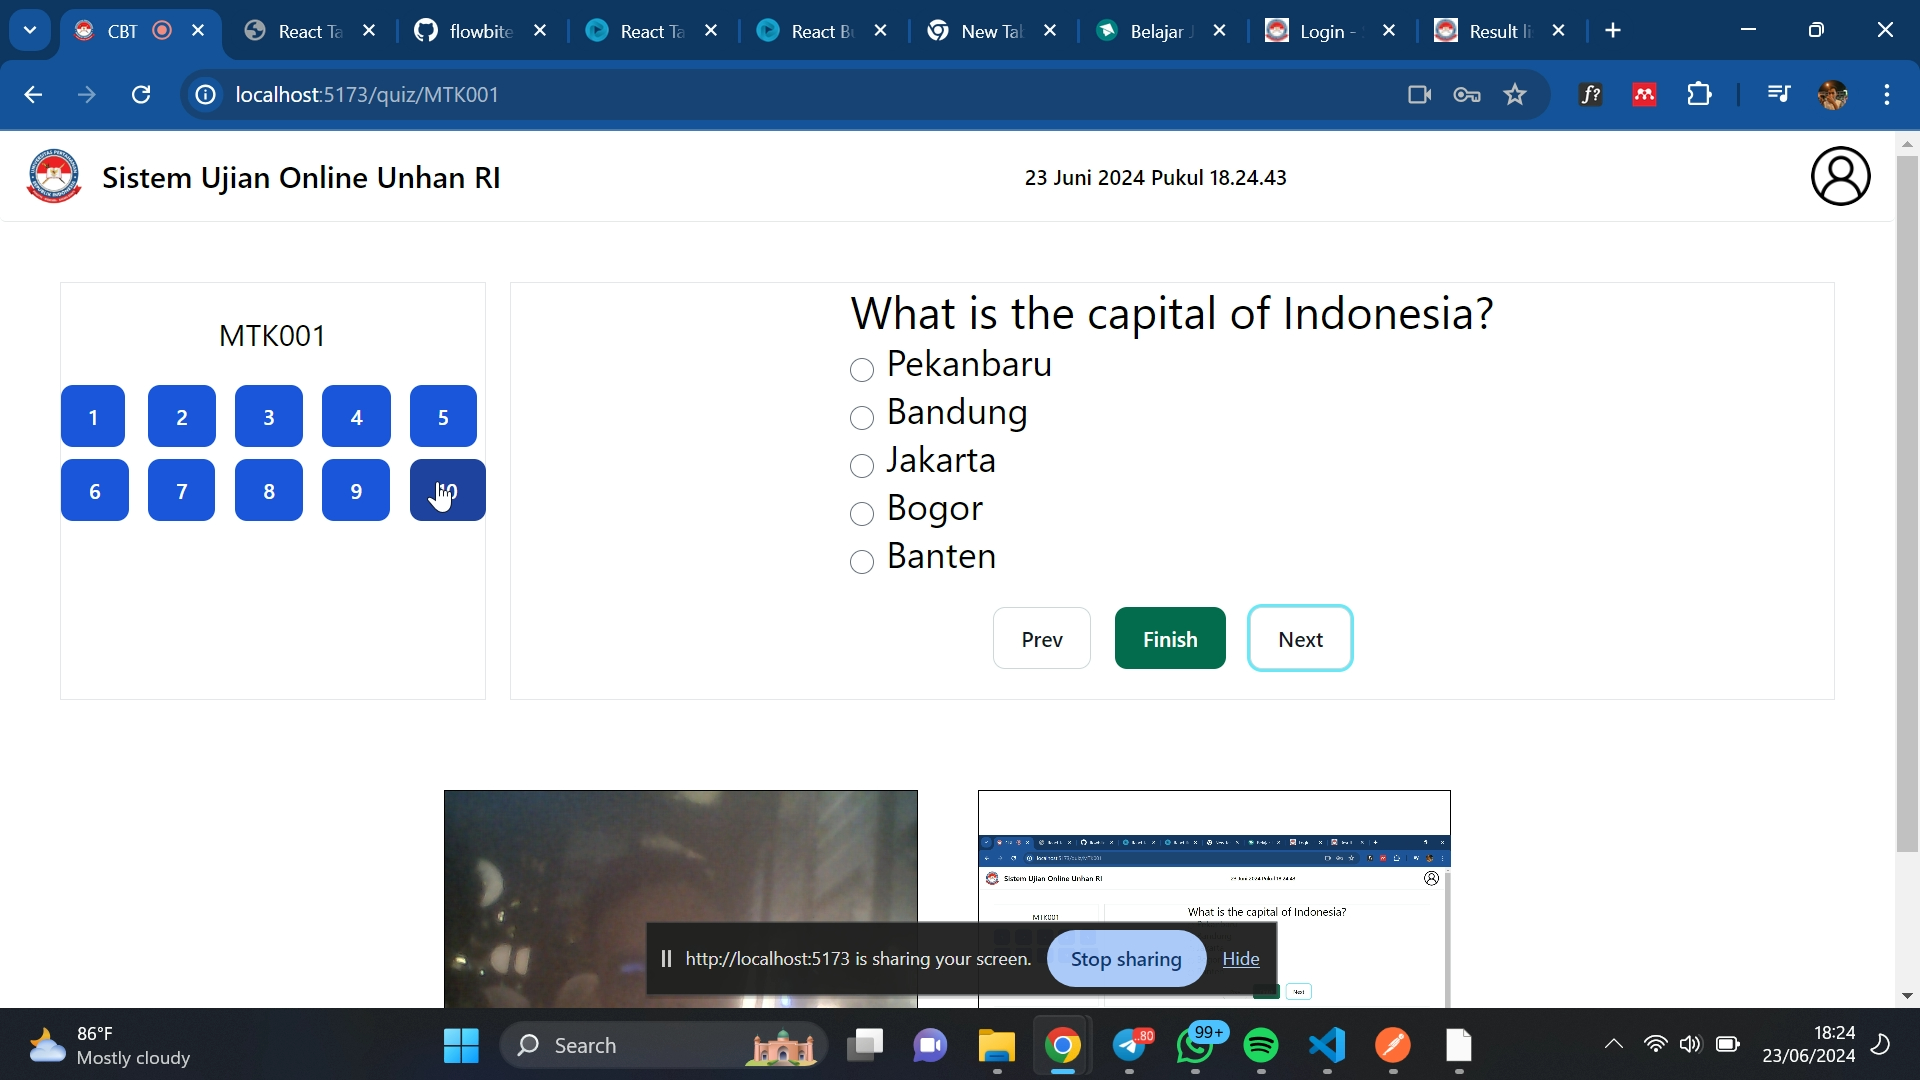 CBT
React Ta
flowbite
React Ta
React B
New Tab
Belajar J
Login -
Result li
localhost:5173/quiz/MTK001
f?
Sistem Ujian Online Unhan RI
23 Juni 2024 Pukul 18.24.43
MTK001
1 2 3 4 5
6 7 8 9
What is the capital of Indonesia?
Pekanbaru
Bandung
Jakarta
Bogor
Banten
Prev
Finish
Next
Sistem Ujian Online Unhan RI
MTK001
What is the capital of Indonesia?
Next
http://localhost:5173 is sharing your screen.
Stop sharing
Hide
86°F
Mostly cloudy
Search
80
99+
18:24
23/06/2024